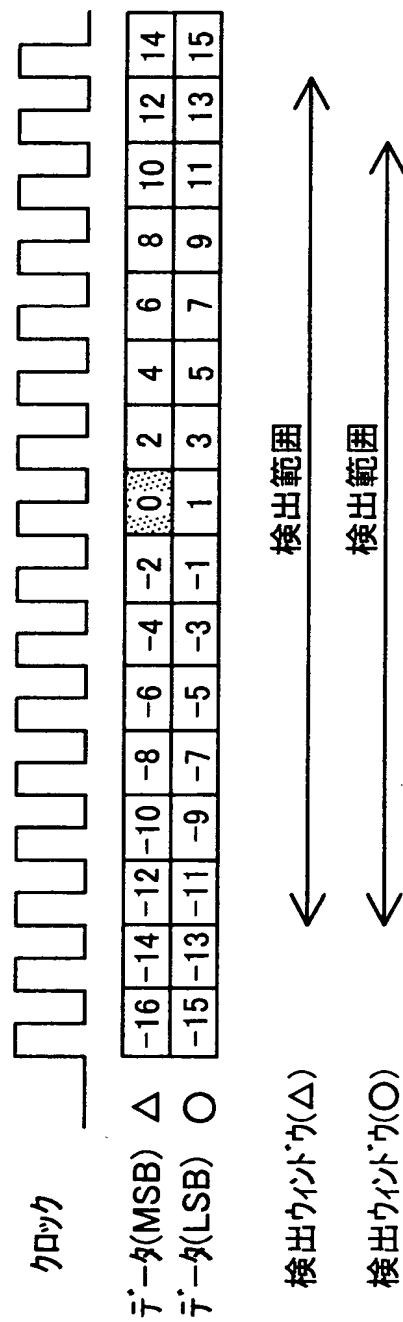 クロック
データ(MSB) △ -16 -14 -12 -10 -8 -6 -4 -2 0 2 4 6 8 10 12 14
データ(LSB) ○ -15 -13 -11 -9 -7 -5 -3 -1 1 3 5 7 9 11 13 15
検出ウィンドウ(△) 検出範囲
検出ウィンドウ(○) 検出範囲